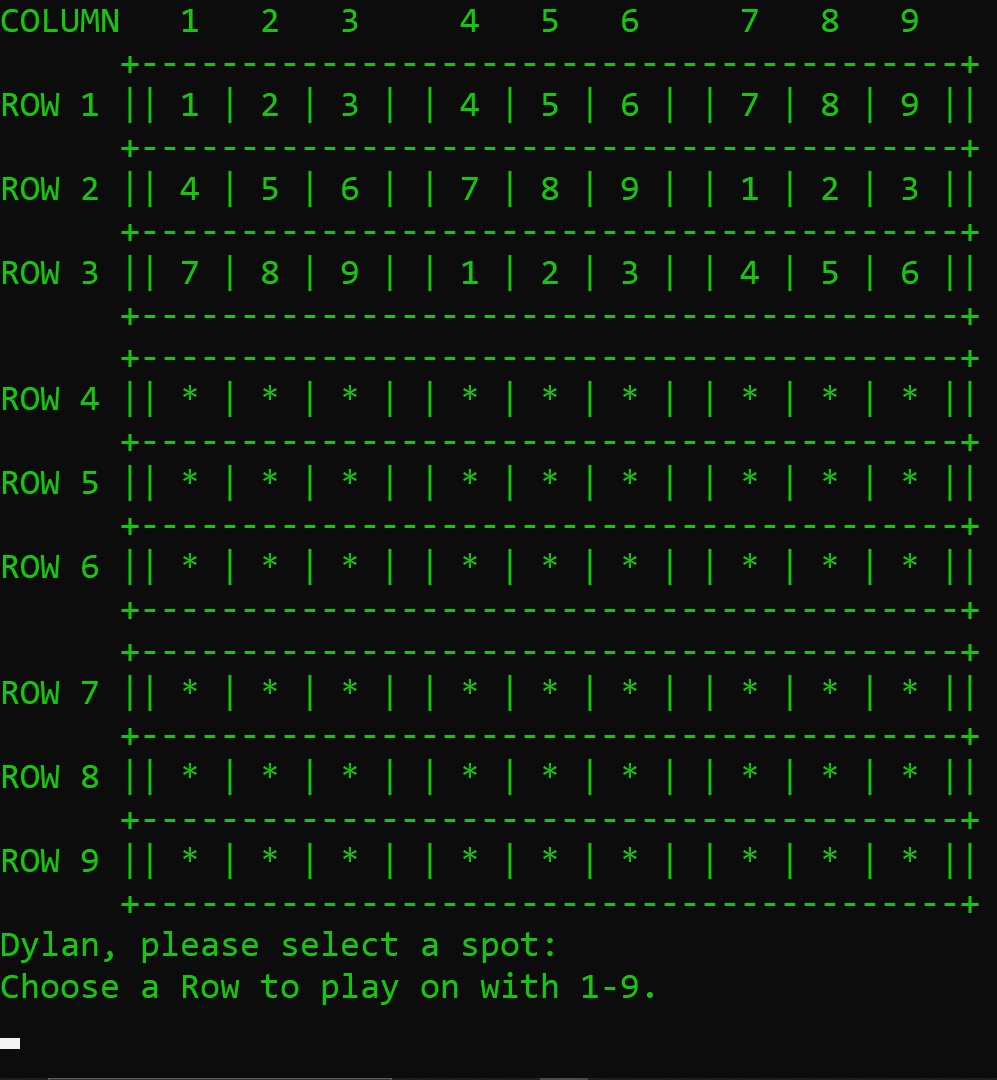 COLUMN   1   2   3     4   5   6     7   8   9
      +-----------------------------------------+
ROW 1 || 1 | 2 | 3 | | 4 | 5 | 6 | | 7 | 8 | 9 ||
      +-----------------------------------------+
ROW 2 || 4 | 5 | 6 | | 7 | 8 | 9 | | 1 | 2 | 3 ||
      +-----------------------------------------+
ROW 3 || 7 | 8 | 9 | | 1 | 2 | 3 | | 4 | 5 | 6 ||
      +-----------------------------------------+
      +-----------------------------------------+
ROW 4 || * | * | * | | * | * | * | | * | * | * ||
      +-----------------------------------------+
ROW 5 || * | * | * | | * | * | * | | * | * | * ||
      +-----------------------------------------+
ROW 6 || * | * | * | | * | * | * | | * | * | * ||
      +-----------------------------------------+
      +-----------------------------------------+
ROW 7 || * | * | * | | * | * | * | | * | * | * ||
      +-----------------------------------------+
ROW 8 || * | * | * | | * | * | * | | * | * | * ||
      +-----------------------------------------+
ROW 9 || * | * | * | | * | * | * | | * | * | * ||
      +-----------------------------------------+
Dylan, please select a spot:
Choose a Row to play on with 1-9.